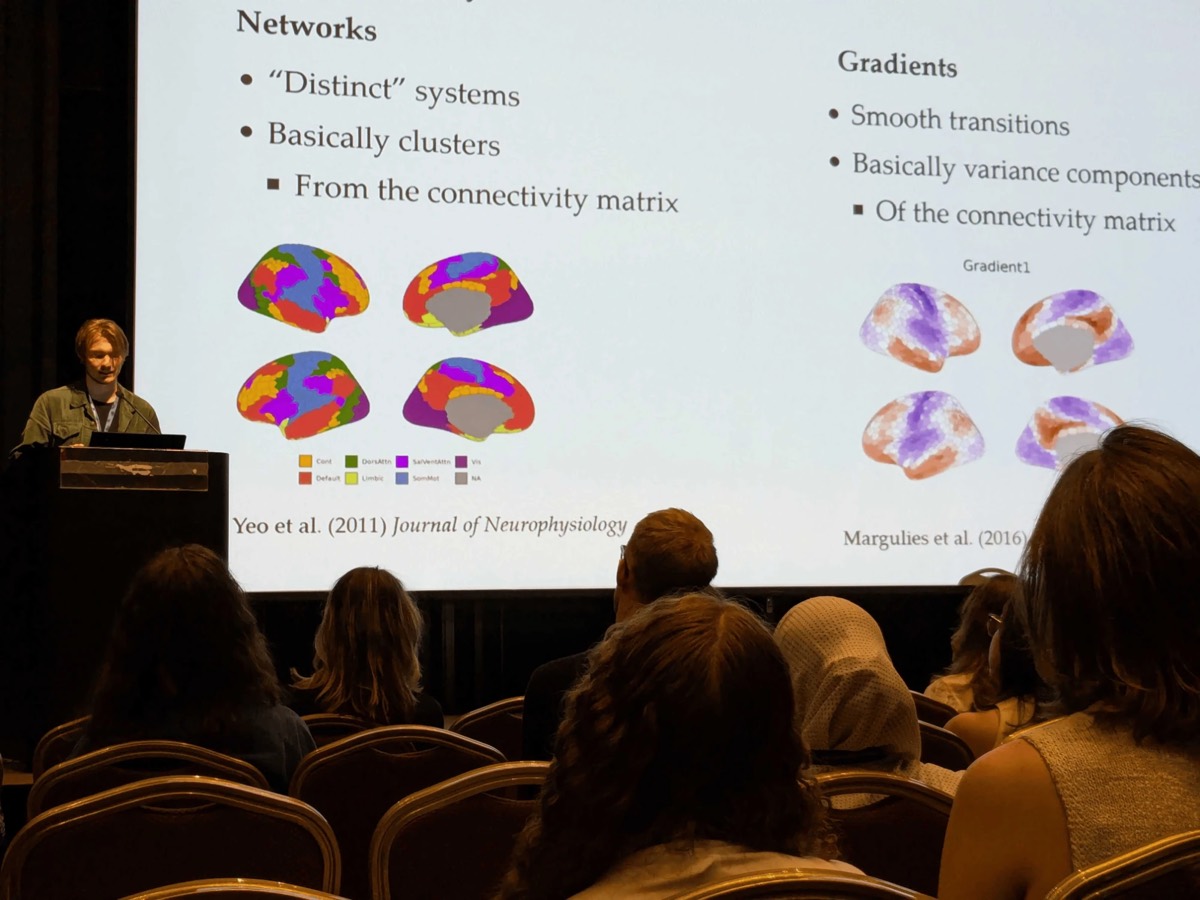 Networks
• “Distinct” systems
• Basically clusters
▪ From the connectivity matrix
Cont DorsAttn SalVentAttn Vis
Default Limbic SomMot NA
Yeo et al. (2011) Journal of Neurophysiology
Gradients
• Smooth transitions
• Basically variance components
▪ Of the connectivity matrix
Gradient1
Margulies et al. (2016)